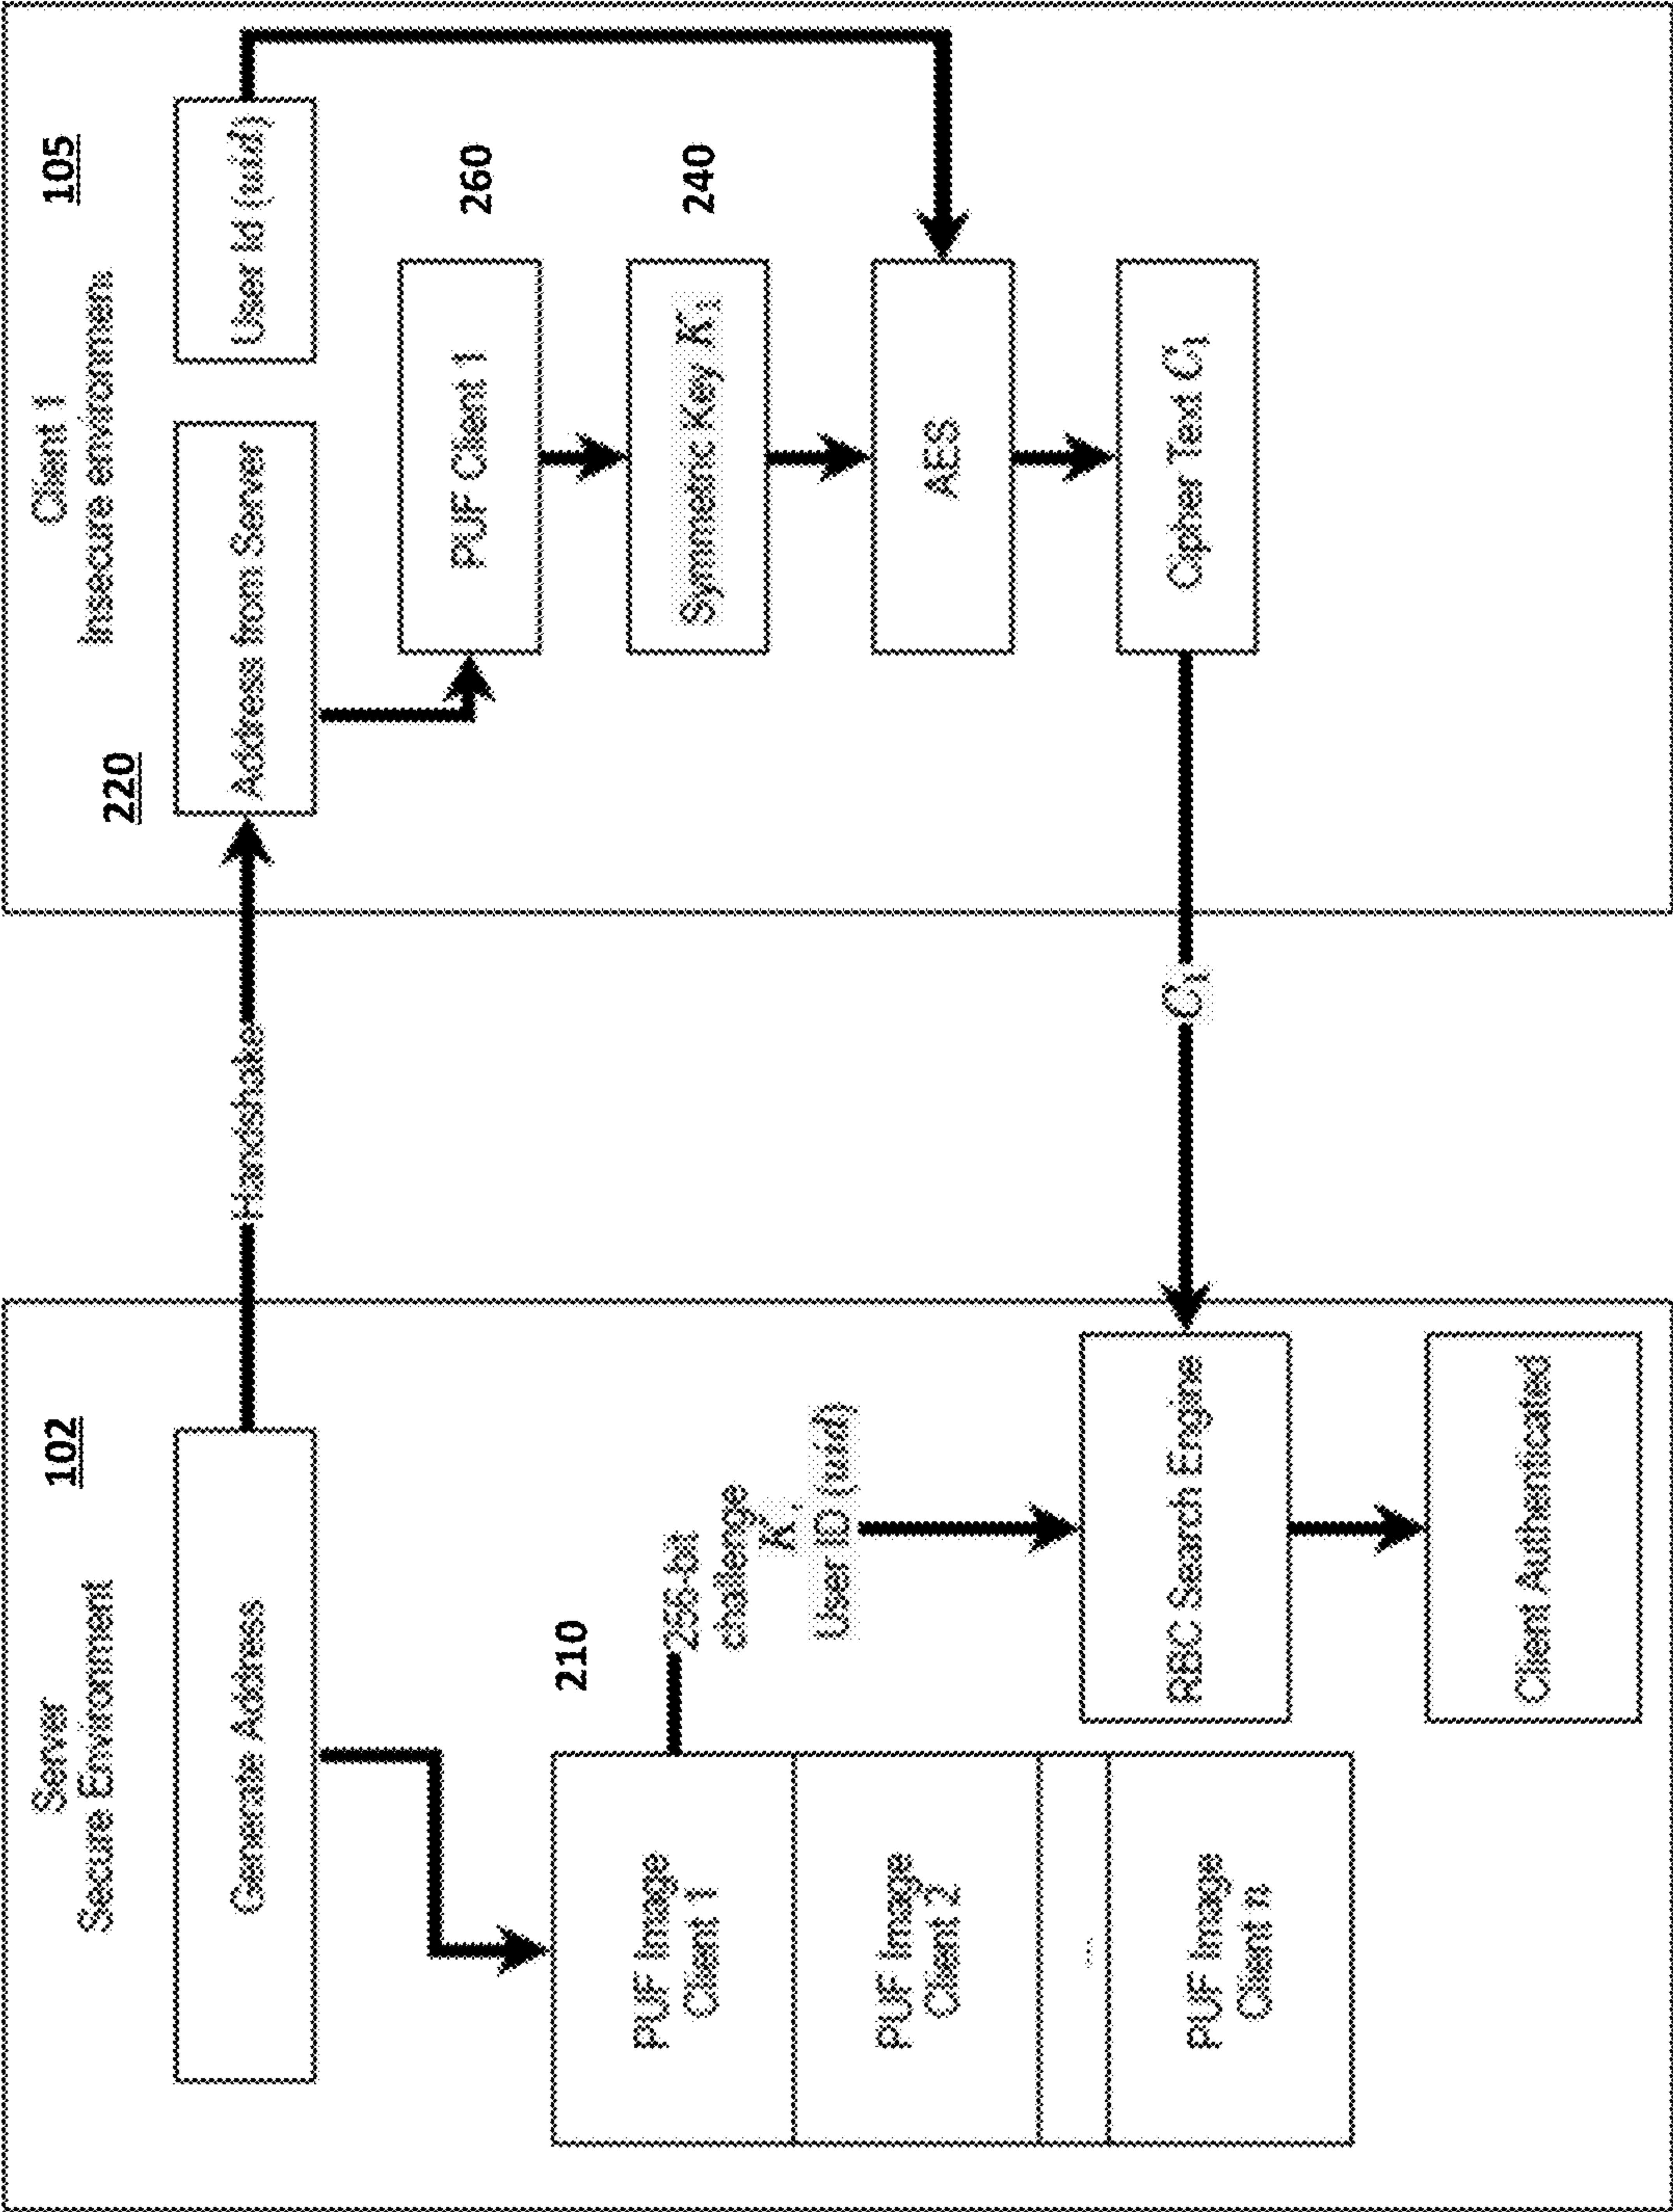 Server
Secure Environment
102
Generate Address
Handshake
210
PUF Image
Client 1
PUF Image
Client 2
...
PUF Image
Client n
256-bit
challenge
User ID (uid)
RBC Search Engine
Client Authenticated
C₁
Client 1
Insecure environment
105
220
Address from Server
User Id (uid)
PUF Client 1
260
Symmetric Key K₁
240
AES
Cipher Text C₁